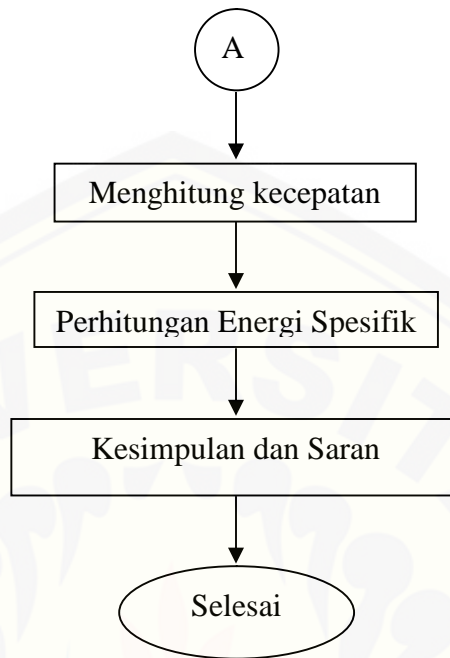 A
Menghitung kecepatan
Perhitungan Energi Spesifik
Kesimpulan dan Saran
Selesai